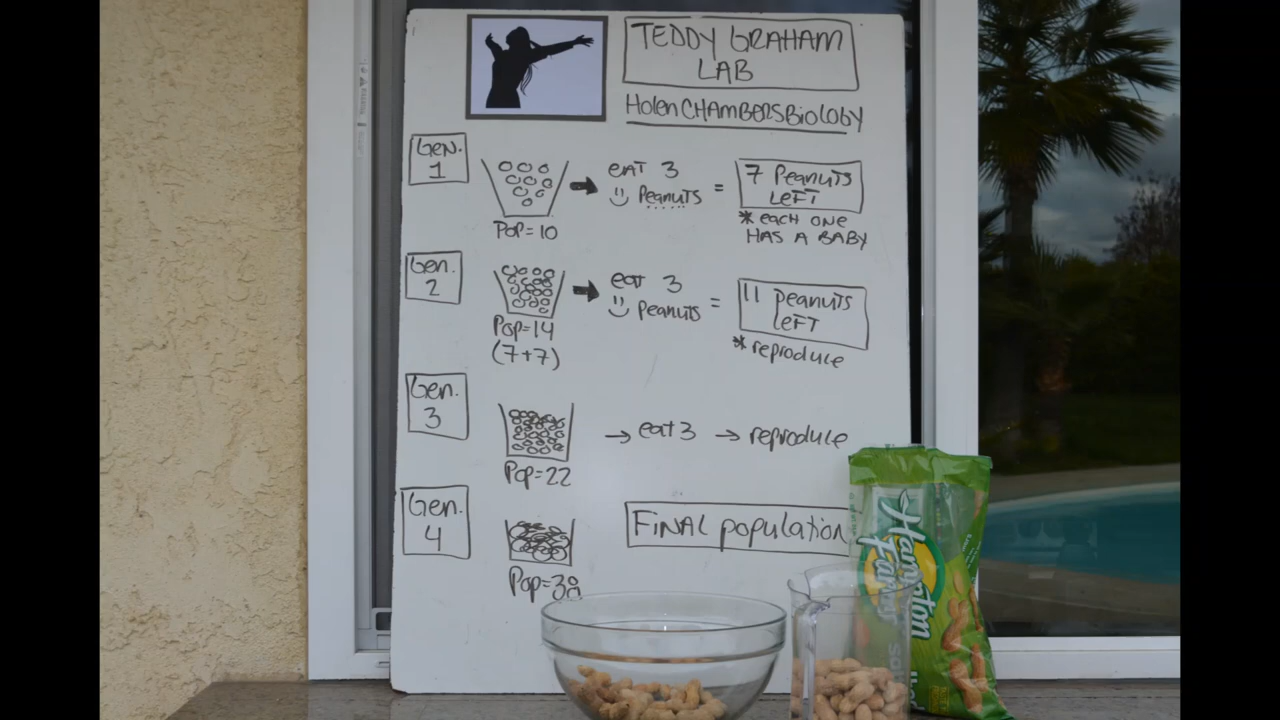 TEDDY GRAHAM
LAB
HolenCHAMBERSBioloGY
Gen.
1
Pop=10
eAT 3
Peanuts
=
7 Peanuts
LeFT
* eACH ONE
HAS A BABY
Gen.
2
Pop=14
(7+7)
eat 3
Peanuts
=
11 peanuts
LeFT
* reproduce
Gen.
3
Pop=22
→ eat 3 → reproduce
Gen.
4
Pop=38
FiNAL population
Hampton
Farms